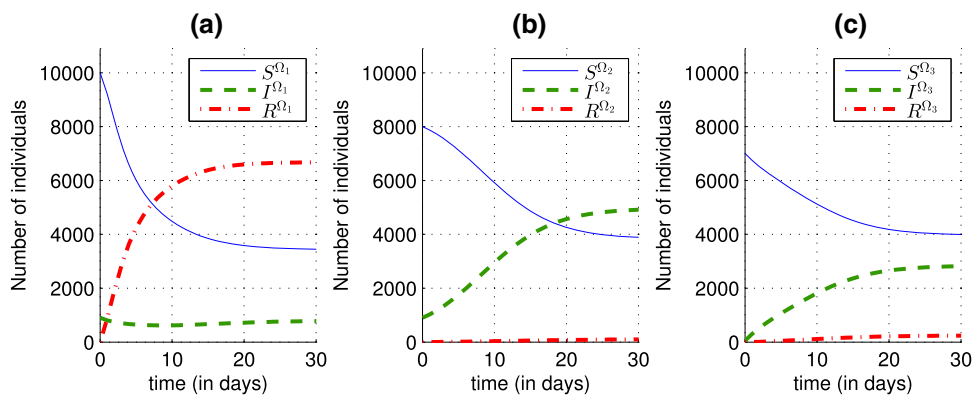 (a)
Number of individuals
10000
8000
6000
4000
2000
0
0 10 20 30
time (in days)
S^Ω₁
I^Ω₁
R^Ω₁
(b)
Number of individuals
10000
8000
6000
4000
2000
0
0 10 20 30
time (in days)
S^Ω₂
I^Ω₂
R^Ω₂
(c)
Number of individuals
10000
8000
6000
4000
2000
0
0 10 20 30
time (in days)
S^Ω₃
I^Ω₃
R^Ω₃